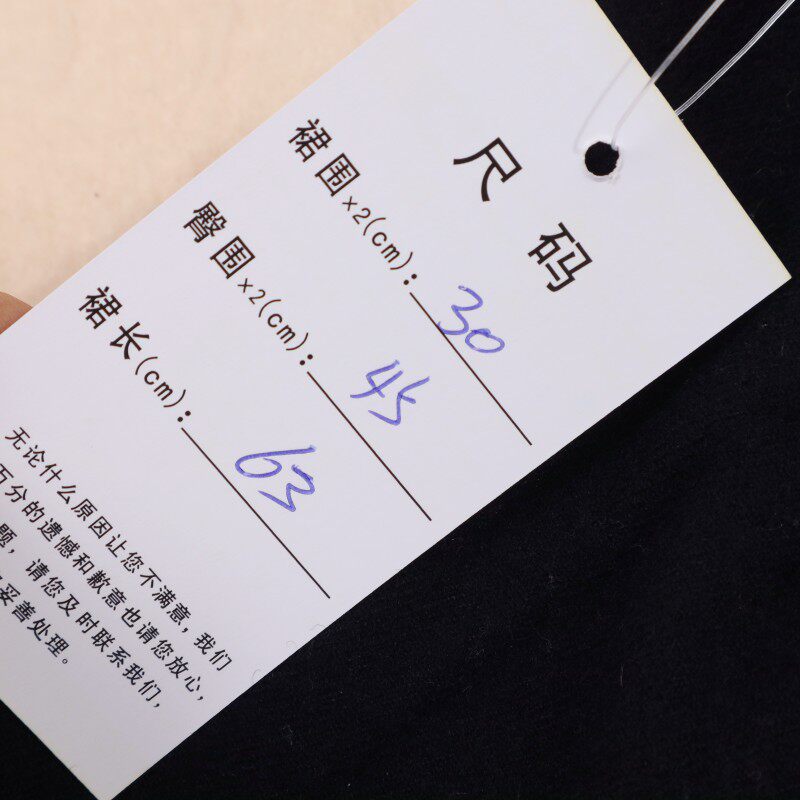 尺码
裙围×2(cm)：30
臀围×2(cm)：45
裙长(cm)：63
无论什么原因让您不满意，我们
百分的遗憾和歉意也请您放心，
题，请您及时联系我们，
妥善处理。